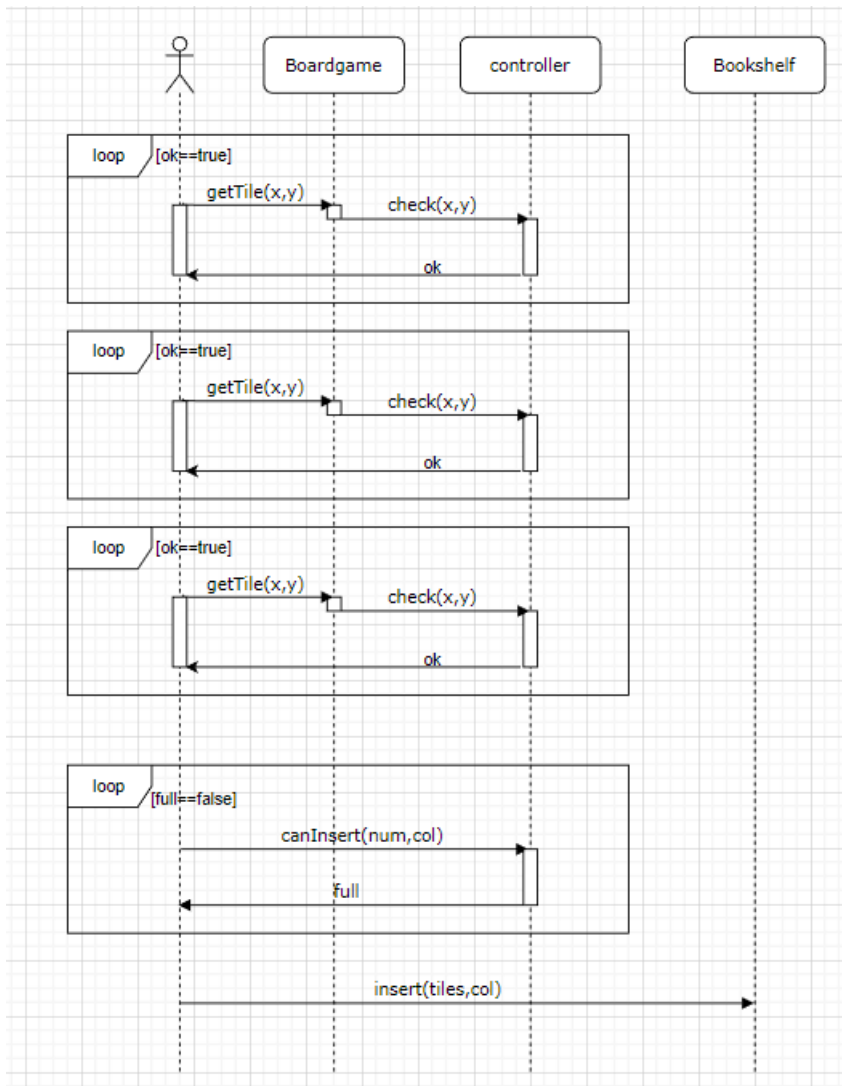 Boardgame
controller
Bookshelf
loop
[ok==true]
getTile(x,y)
check(x,y)
ok
loop
[ok==true]
getTile(x,y)
check(x,y)
ok
loop
[ok==true]
getTile(x,y)
check(x,y)
ok
loop
[full==false]
canInsert(num,col)
full
insert(tiles,col)